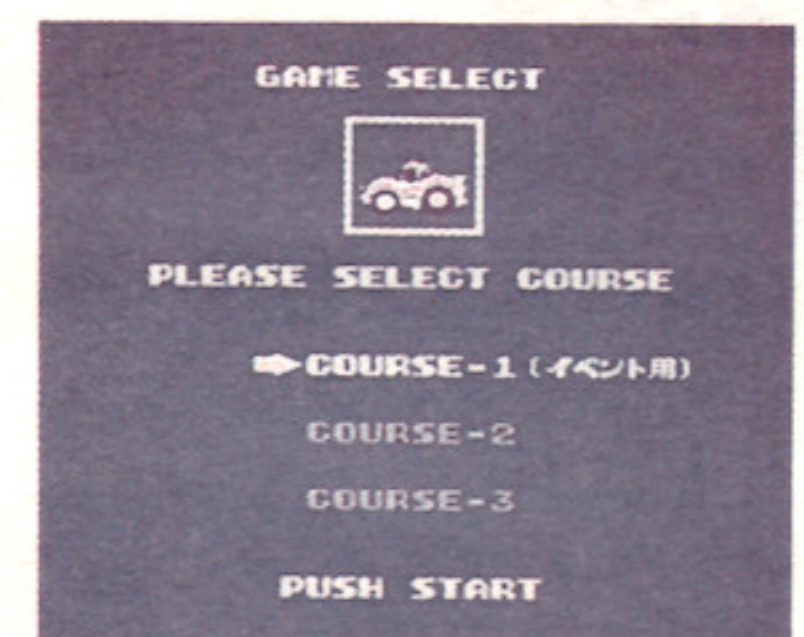 GAME SELECT
PLEASE SELECT COURSE
COURSE-1 (イベント用)
COURSE-2
COURSE-3
PUSH START